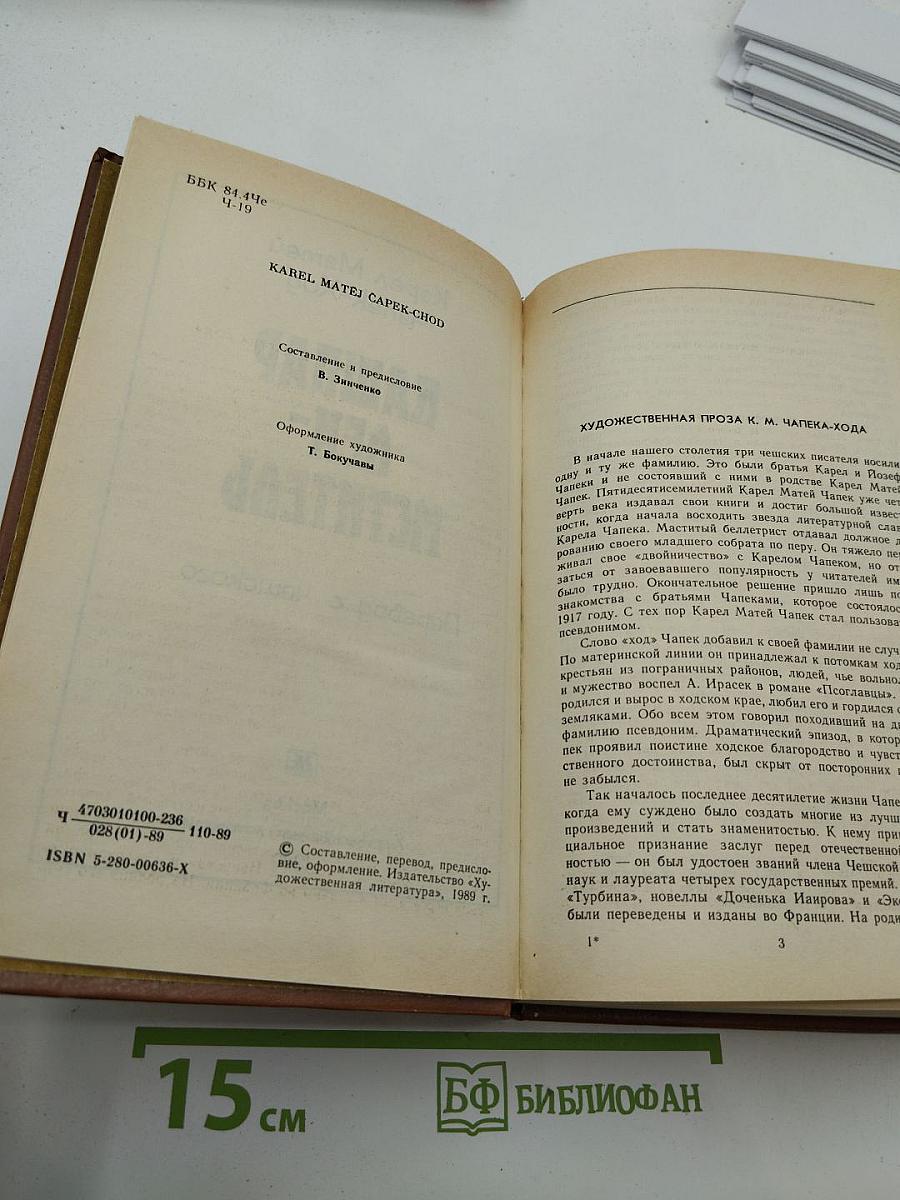 ББК 84.4Че
Ч-19
KAREL MATEJ ČAPEK-CHOD
Составление и предисловие
В. Зинченко
Оформление художника
Т. Бокучавы
Ч 4703010100-236
028(01)-89
110-89
ISBN 5-280-00636-X
© Составление, перевод, предисло-
вие, оформление. Издательство «Ху-
дожественная литература», 1989 г.
ХУДОЖЕСТВЕННАЯ ПРОЗА К. М. ЧАПЕКА-ХОДА
В начале нашего столетия три чешских писателя носили
одну и ту же фамилию. Это были братья Карел и Йозеф
Чапеки и не состоявший с ними в родстве Карел Матей
Чапек. Пятидесятисемилетний Карел Матей Чапек уже чет
верть века издавал свои книги и достиг большой извест
ности, когда начала восходить звезда литературной слав
Карела Чапека. Маститый беллетрист отдавал должное д
рованию своего младшего собрата по перу. Он тяжело пе
живал свое «двойничество» с Карелом Чапеком, но от
заться от завоевавшего популярность у читателей им
было трудно. Окончательное решение пришло лишь по
знакомства с братьями Чапеками, которое состоялос
1917 году. С тех пор Карел Матей Чапек стал пользова
псевдонимом.
Слово «ход» Чапек добавил к своей фамилии не случ
По материнской линии он принадлежал к потомкам ход
крестьян из пограничных районов, людей, чье вольнол
и мужество воспел А. Ирасек в романе «Псоглавцы».
родился и вырос в ходском крае, любил его и гордился с
земляками. Обо всем этом говорил походивший на дв
фамилию псевдоним. Драматический эпизод, в котор
пек проявил поистине ходское благородство и чувст
ственного достоинства, был скрыт от посторонних
не забылся.
Так началось последнее десятилетие жизни Чапе
когда ему суждено было создать многие из лучш
произведений и стать знаменитостью. К нему при
циальное признание заслуг перед отечественной
ностью — он был удостоен званий члена Чешской
наук и лауреата четырех государственных премий.
«Турбина», новеллы «Доченька Иаирова» и «Экс
были переведены и изданы во Франции. На роди
1*
3
15 см
БФ БИБЛИОФАН